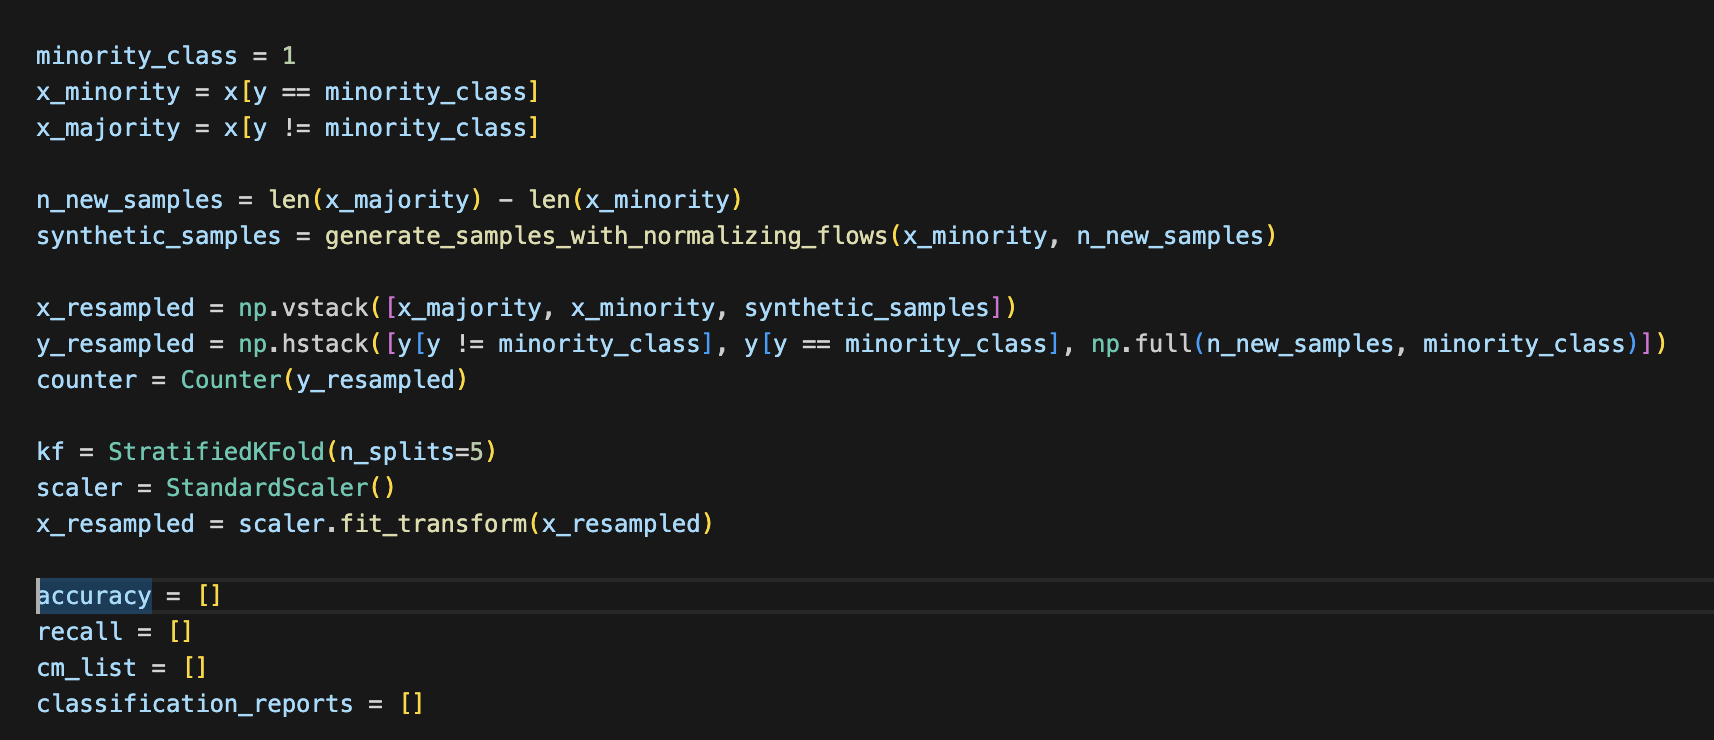 minority_class = 1
x_minority = x[y == minority_class]
x_majority = x[y != minority_class]
n_new_samples = len(x_majority) - len(x_minority)
synthetic_samples = generate_samples_with_normalizing_flows(x_minority, n_new_samples)
x_resampled = np.vstack([x_majority, x_minority, synthetic_samples])
y_resampled = np.hstack([y[y != minority_class], y[y == minority_class], np.full(n_new_samples, minority_class)])
counter = Counter(y_resampled)
kf = StratifiedKFold(n_splits=5)
scaler = StandardScaler()
x_resampled = scaler.fit_transform(x_resampled)
accuracy = []
recall = []
cm_list = []
classification_reports = []